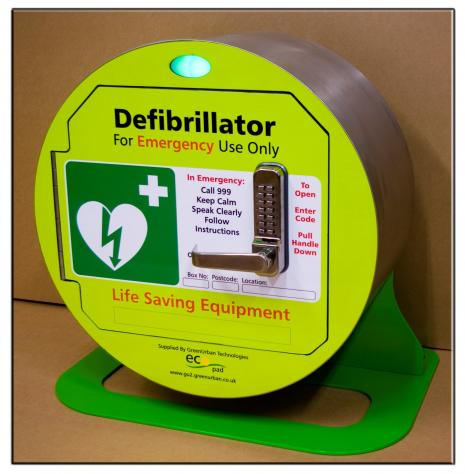 Defibrillator
For Emergency Use Only
In Emergency:
Call 999
Keep Calm
Speak Clearly
Follow
Instructions
To
Open
Enter
Code
Pull
Handle
Down
Box No: Postcode: Location:
Life Saving Equipment
Supplied By GreenUrban Technologies
eco
pad
www.gu2.greenurban.co.uk